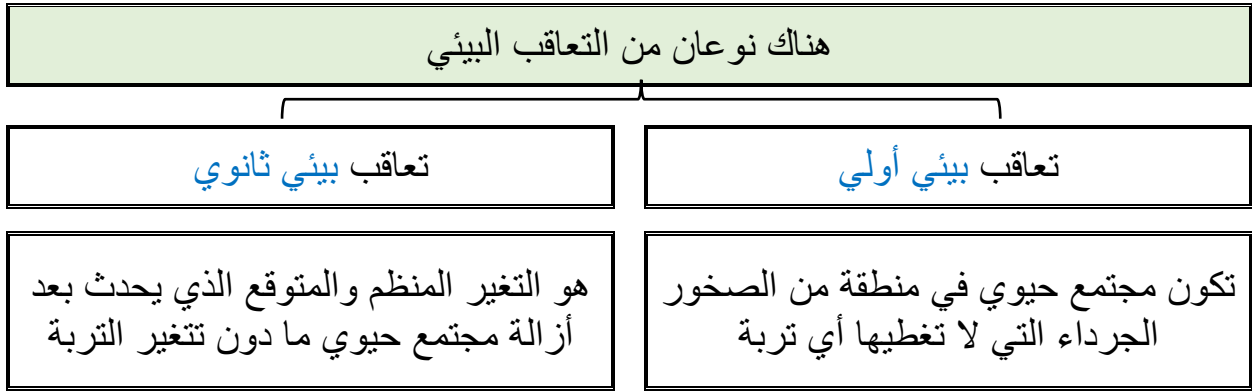 هناك نوعان من التعاقب البيئي
تعاقب بيئي أولي
تعاقب بيئي ثانوي
تكون مجتمع حيوي في منطقة من الصخور
الجرداء التي لا تغطيها أي تربة
هو التغير المنظم والمتوقع الذي يحدث بعد
أزالة مجتمع حيوي ما دون تتغير التربة